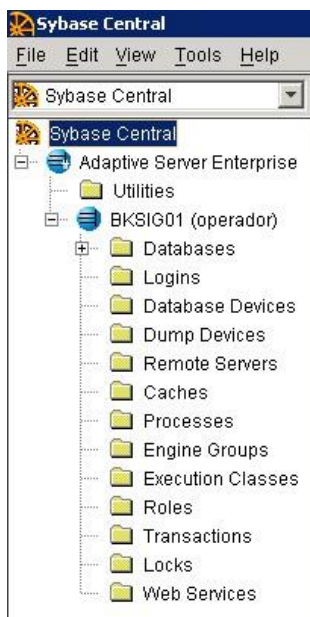 Sybase Central
File Edit View Tools Help
Sybase Central
Sybase Central
Adaptive Server Enterprise
Utilities
BKSIG01 (operador)
Databases
Logins
Database Devices
Dump Devices
Remote Servers
Caches
Processes
Engine Groups
Execution Classes
Roles
Transactions
Locks
Web Services